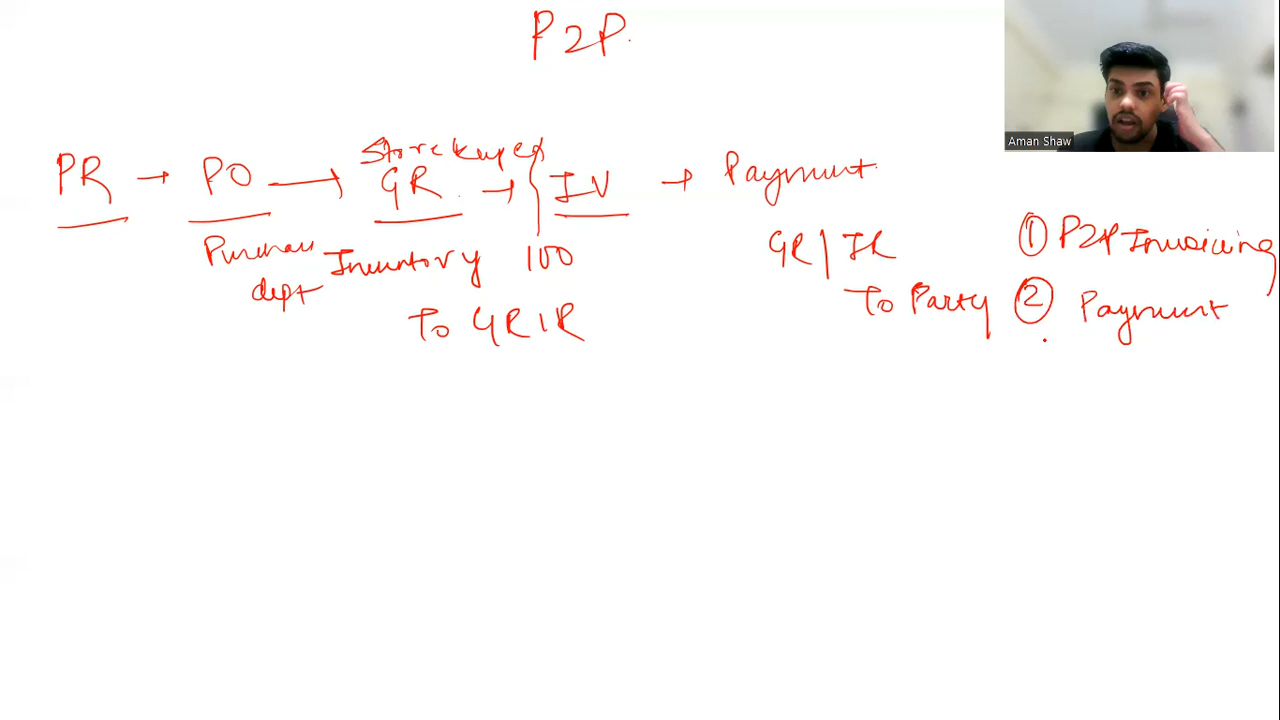 P2P.
Aman Shaw
Storekeeper
PR → PO → GR → IV → Payment.
Purchase
dept
Inventory 100
To GR IR
GR | IR
To Party
① P2P Invoicing
② Payment